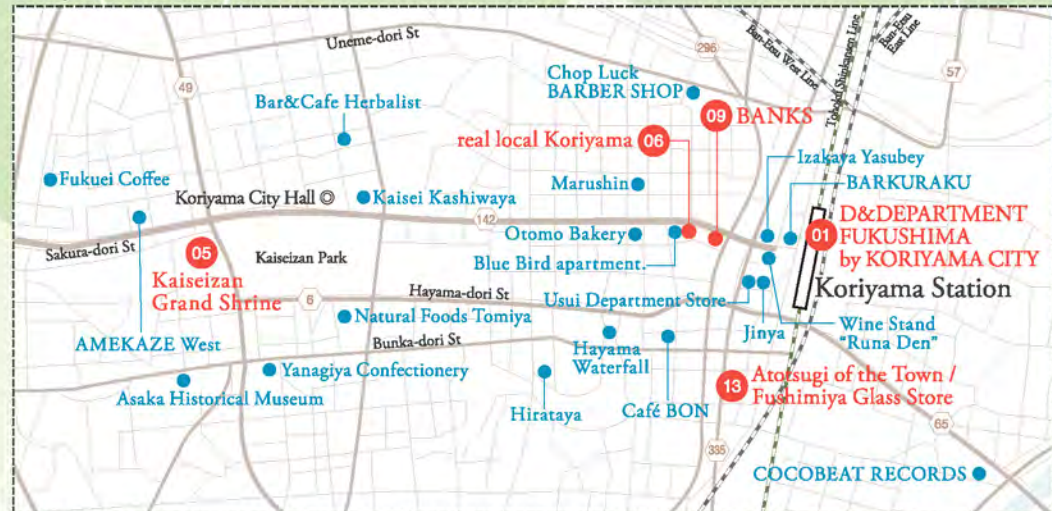 Uneme-dori St
296
Ban-Etsu West Line
Tohoku Shinkansen Line
Ban-Etsu
East Line
57
49
Chop Luck
BARBER SHOP
09
BANKS
Bar&Cafe Herbalist
real local Koriyama
06
Izakaya Yasubey
Fukuei Coffee
Marushin
BARKURAKU
Koriyama City Hall
Kaisei Kashiwaya
142
01
D&DEPARTMENT
FUKUSHIMA
by KORIYAMA CITY
Sakura-dori St
05
Kaiseizan
Grand Shrine
Kaiseizan Park
Otomo Bakery
Blue Bird apartment.
Koriyama Station
6
Hayama-dori St
Usui Department Store
Jinya
Wine Stand
"Runa Den"
AMEKAZE West
Natural Foods Tomiya
Bunka-dori St
Hayama
Waterfall
Yanagiya Confectionery
Asaka Historical Museum
Hirataya
Café BON
13
Atotsugi of the Town /
Fushimiya Glass Store
65
335
COCOBEAT RECORDS